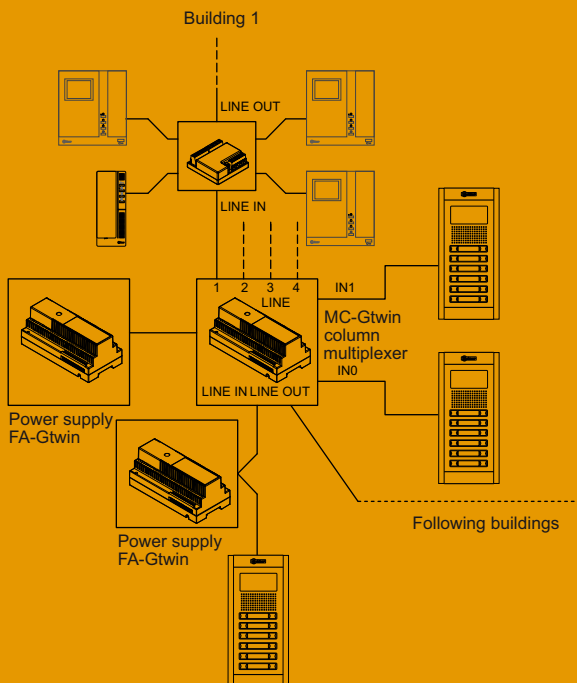 Building 1
LINE OUT
LINE IN
1 2 3 4
LINE
IN1
MC-Gtwin
column
multiplexer
IN0
LINE IN LINE OUT
Power supply
FA-Gtwin
Power supply
FA-Gtwin
Following buildings